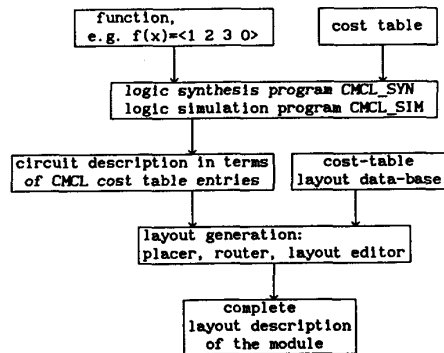 function,
e.g. f(x)=<1 2 3 0>
cost table
logic synthesis program CMCL_SYN
logic simulation program CMCL_SIM
circuit description in terms
of CMCL cost table entries
cost-table
layout data-base
layout generation:
placer, router, layout editor
complete
layout description
of the module